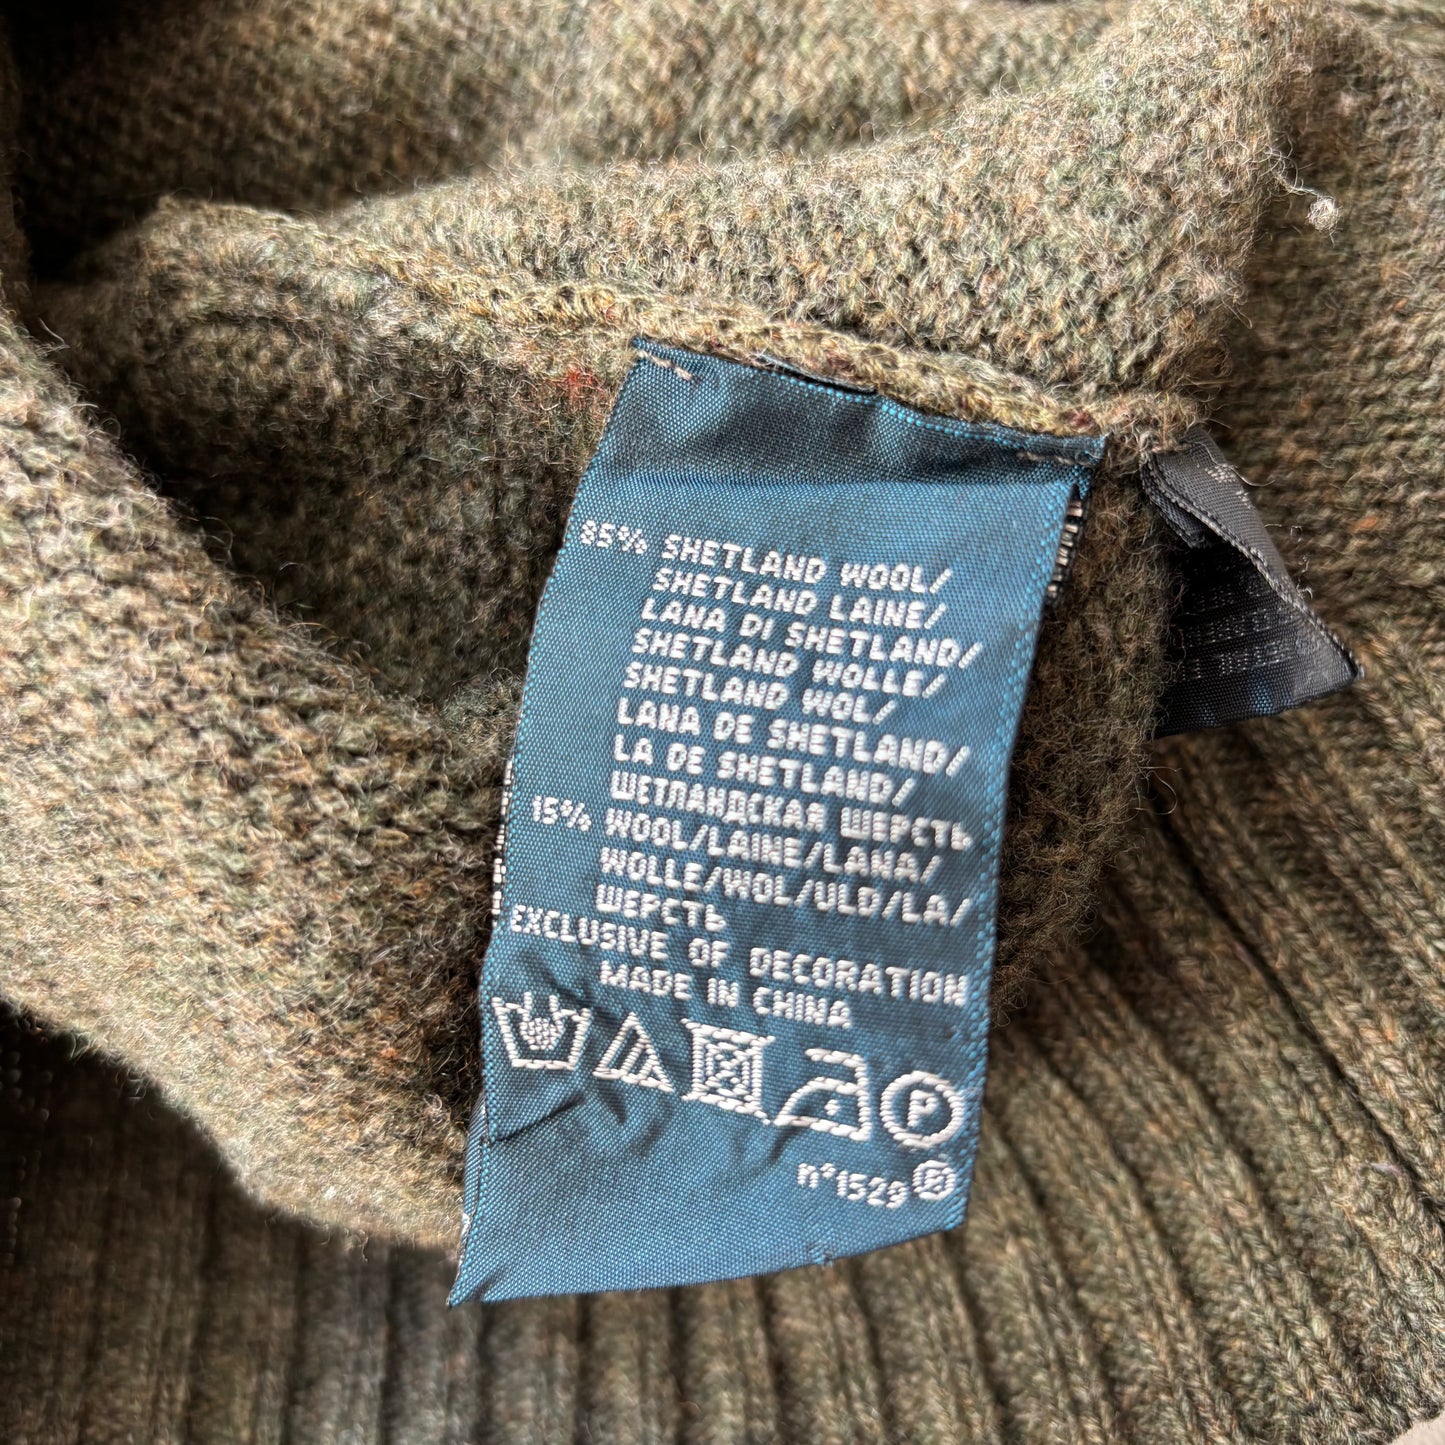 85% SHETLAND WOOL/
SHETLAND LAINE/
LANA DI SHETLAND/
SHETLAND WOLLE/
SHETLAND WOL/
LANA DE SHETLAND/
LA DE SHETLAND/
ШЕТЛАНДСКАЯ ШЕРСТЬ
15% WOOL/LAINE/LANA/
WOLLE/WOL/ULD/LA/
ШЕРСТЬ
EXCLUSIVE OF DECORATION
MADE IN CHINA
P
n°1529